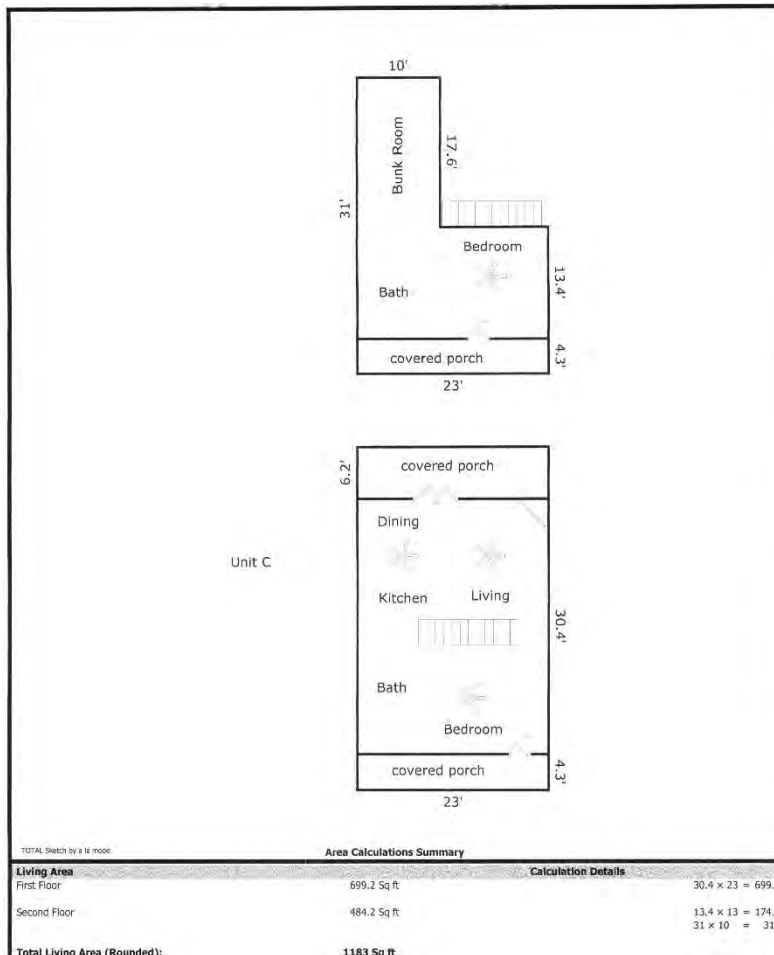 10'
Bunk Room
17.6'
31'
Bedroom
13.4'
Bath
covered porch
4.3'
23'
6.2'
covered porch
Dining
Unit C
Kitchen
Living
30.4'
Bath
Bedroom
covered porch
4.3'
23'
TOTAL Sketch by a la mode
Area Calculations Summary
Living Area Calculation Details
First Floor 699.2 Sq ft 30.4 × 23 = 699.
Second Floor 484.2 Sq ft 13.4 × 13 = 174.
31 × 10 = 31
Total Living Area (Rounded): 1183 Sq ft